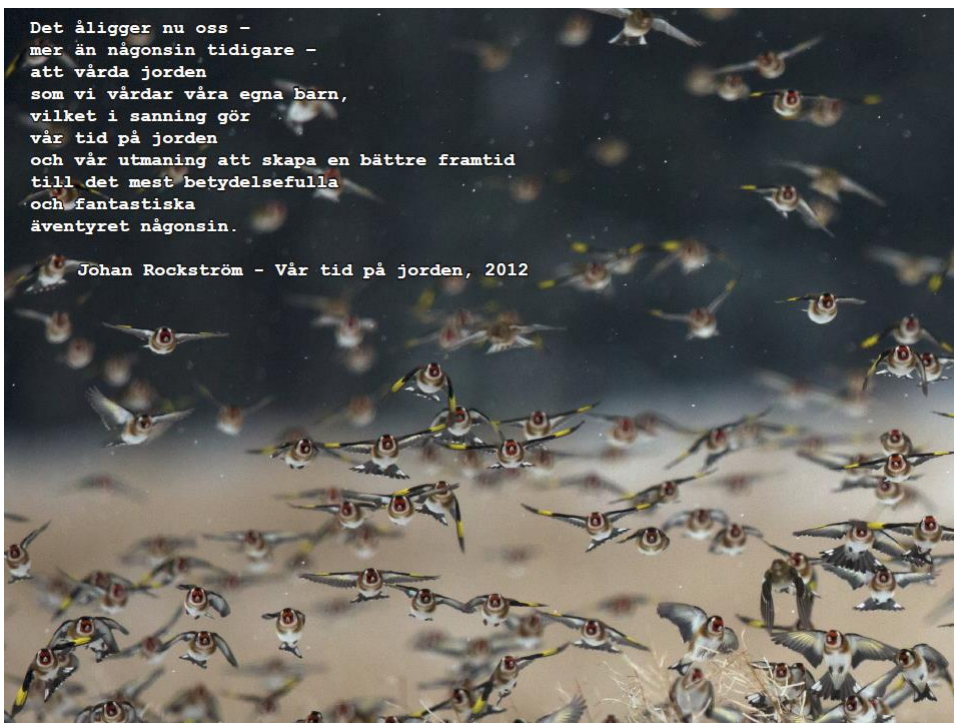 Det åligger nu oss –
mer än någonsin tidigare –
att vårda jorden
som vi vårdar våra egna barn,
vilket i sanning gör
vår tid på jorden
och vår utmaning att skapa en bättre framtid
till det mest betydelsefulla
och fantastiska
äventyret någonsin.
Johan Rockström - Vår tid på jorden, 2012